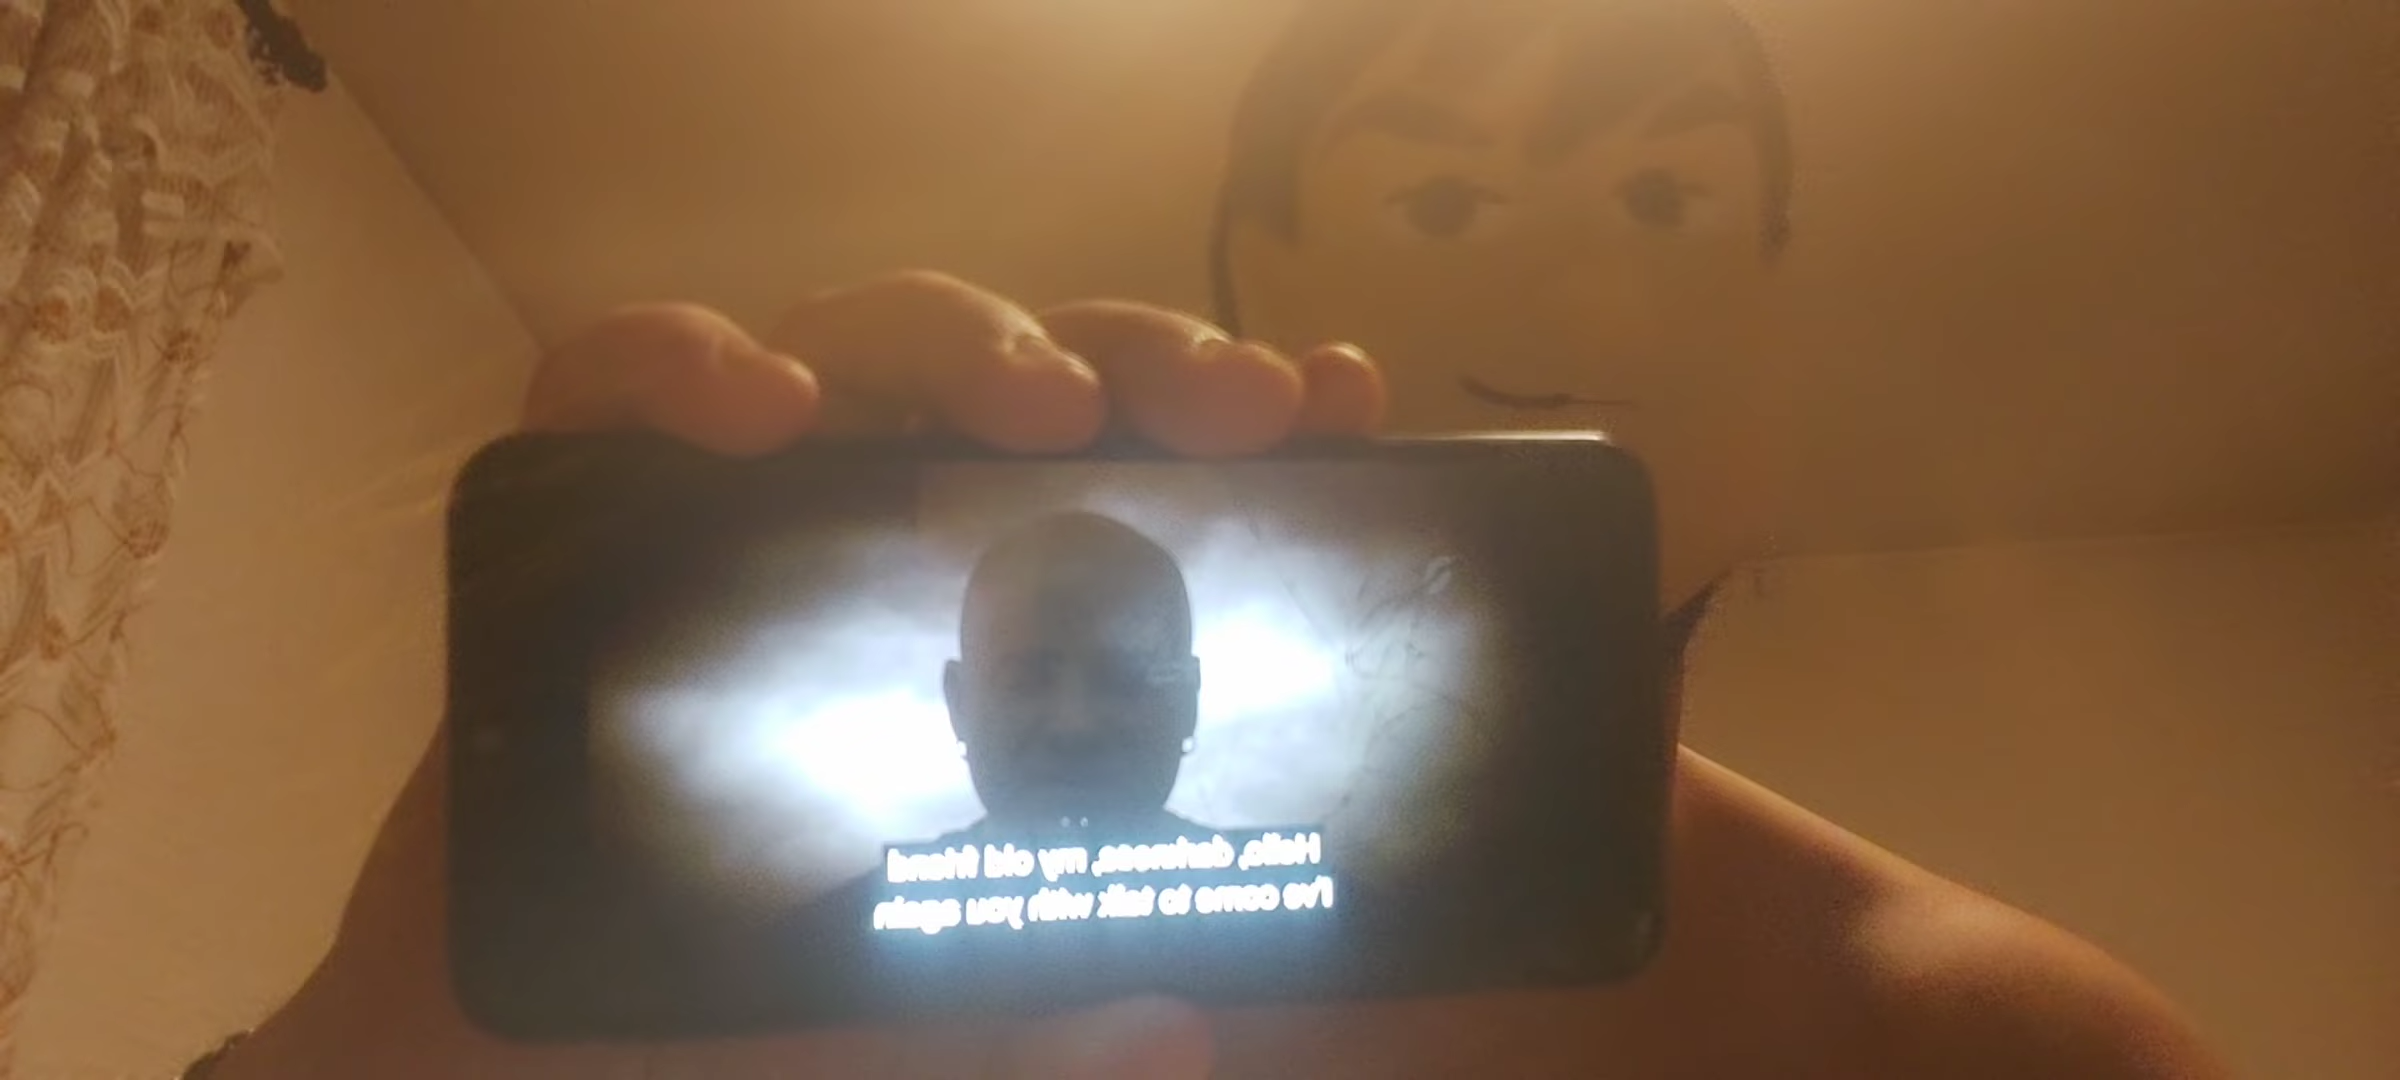 Hello, darkness, my old friend
I've come to talk with you again